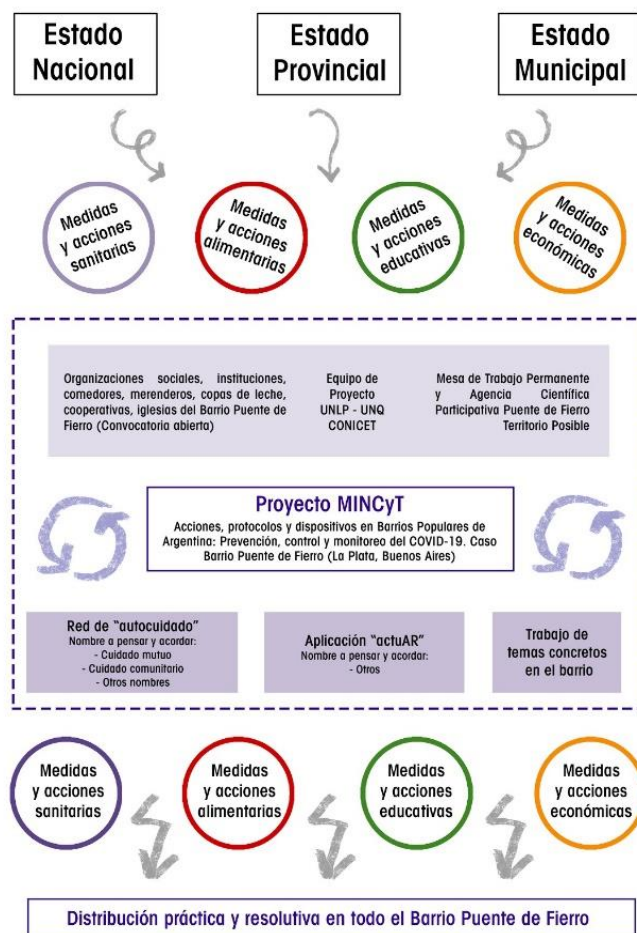 Estado
Nacional
Estado
Provincial
Estado
Municipal
Medidas
y acciones
sanitarias
Medidas
y acciones
alimentarias
Medidas
y acciones
educativas
Medidas
y acciones
económicas
Organizaciones sociales, instituciones,
comedores, merenderos, copas de leche,
cooperativas, iglesias del Barrio Puente de
Fierro (Convocatoria abierta)
Equipo de
Proyecto
UNLP - UNQ
CONICET
Mesa de Trabajo Permanente
y Agencia Científica
Participativa Puente de Fierro
Territorio Posible
Proyecto MINCyT
Acciones, protocolos y dispositivos en Barrios Populares de
Argentina: Prevención, control y monitoreo del COVID-19. Caso
Barrio Puente de Fierro (La Plata, Buenos Aires)
Red de "autocuidado"
Nombre a pensar y acordar:
- Cuidado mutuo
- Cuidado comunitario
- Otros nombres
Aplicación "actuAR"
Nombre a pensar y acordar:
- Otros
Trabajo de
temas concretos
en el barrio
Medidas
y acciones
sanitarias
Medidas
y acciones
alimentarias
Medidas
y acciones
educativas
Medidas
y acciones
económicas
Distribución práctica y resolutiva en todo el Barrio Puente de Fierro